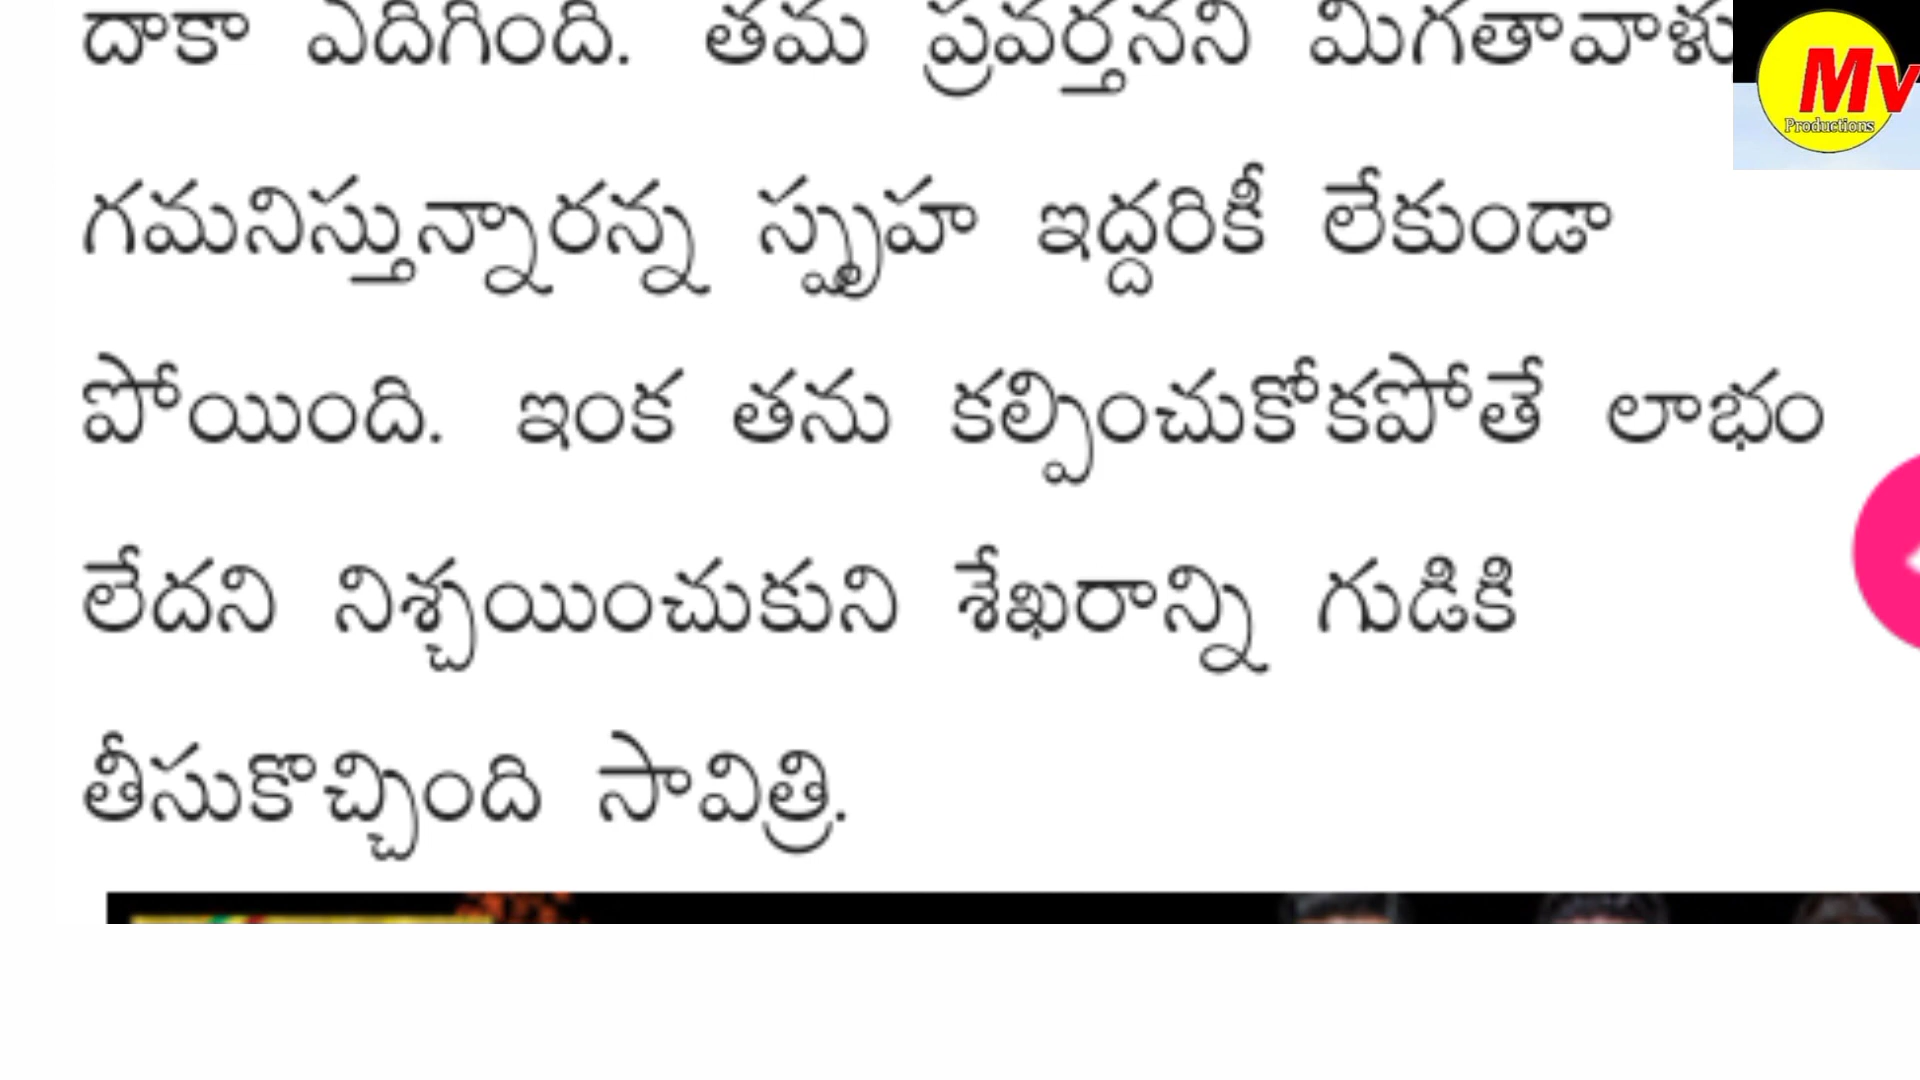 దాకా ఎదిగింది. తమ ప్రవర్తనని మిగతావాళు
Mv
Productions
గమనిస్తున్నారన్న స్పృహ ఇద్దరికీ లేకుండా
పోయింది. ఇంక తను కల్పించుకోకపోతే లాభం
లేదని నిశ్చయించుకుని శేఖరాన్ని గుడికి
తీసుకొచ్చింది సావిత్రి.